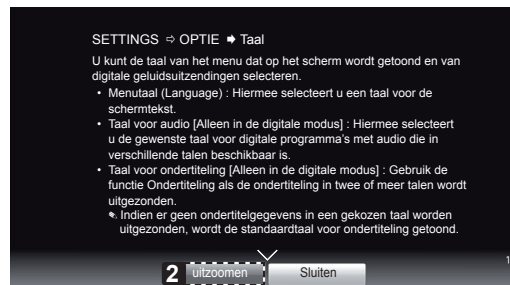 SETTINGS ⇨ OPTIE ➡ Taal
U kunt de taal van het menu dat op het scherm wordt getoond en van
digitale geluidsuitzendingen selecteren.
• Menutaal (Language) : Hiermee selecteert u een taal voor de
schermtekst.
• Taal voor audio [Alleen in de digitale modus] : Hiermee selecteert
u de gewenste taal voor digitale programma's met audio die in
verschillende talen beschikbaar is.
• Taal voor ondertiteling [Alleen in de digitale modus] : Gebruik de
functie Ondertiteling als de ondertiteling in twee of meer talen wordt
uitgezonden.
Indien er geen ondertitelgegevens in een gekozen taal worden
uitgezonden, wordt de standaardtaal voor ondertiteling getoond.
2 uitzoomen Sluiten
1